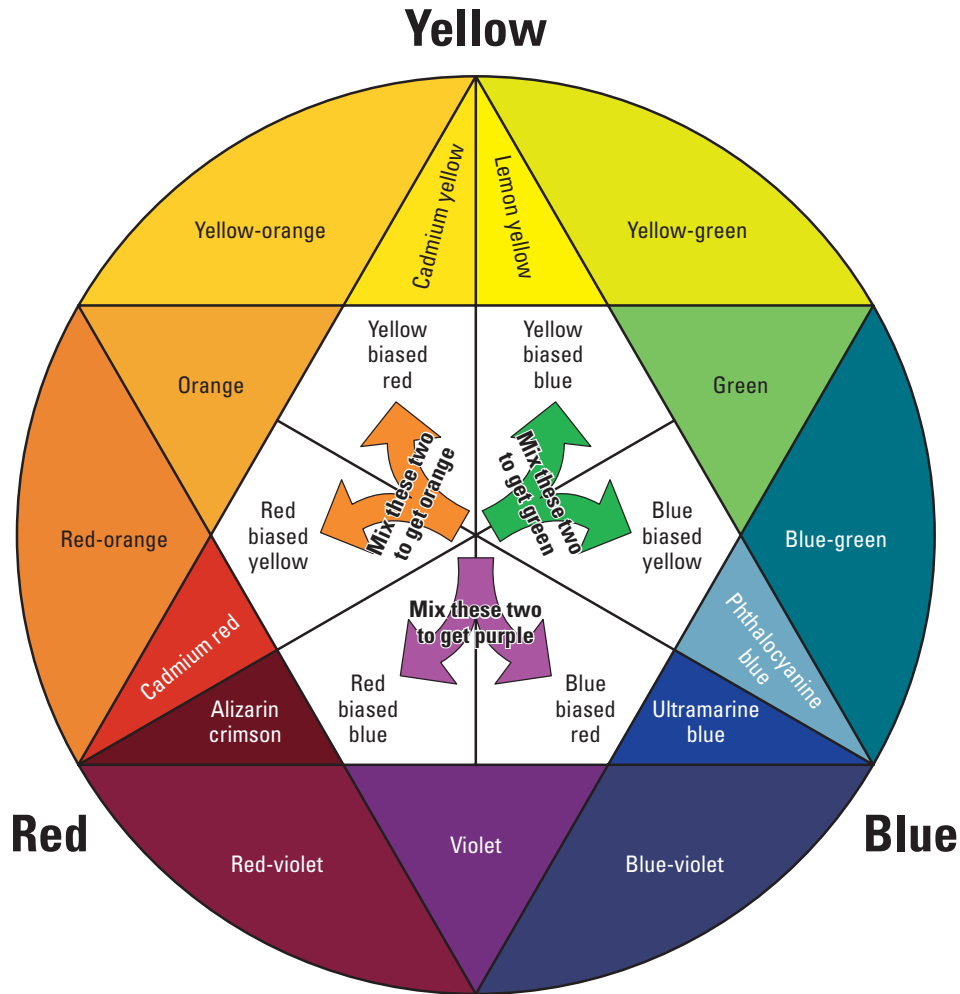 Yellow
Cadmium yellow
Lemon yellow
Yellow-orange
Yellow-green
Yellow
biased
red
Yellow
biased
blue
Orange
Green
Mix these two
to get orange
Mix these two
to get green
Red-orange
Red
biased
yellow
Blue
biased
yellow
Blue-green
Mix these two
to get purple
Cadmium red
Phthalocyanine
blue
Alizarin
crimson
Red
biased
blue
Blue
biased
red
Ultramarine
blue
Red
Blue
Red-violet
Violet
Blue-violet